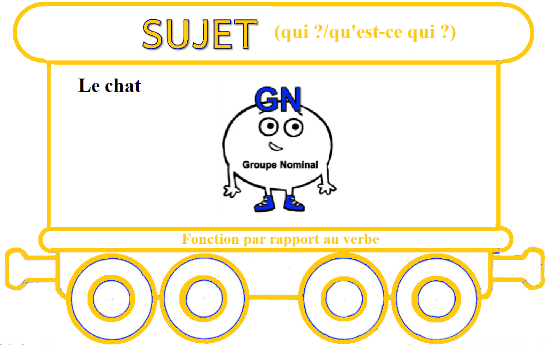 SUJET (qui ?/qu'est-ce qui ?)
Le chat
GN
Groupe Nominal
Fonction par rapport au verbe